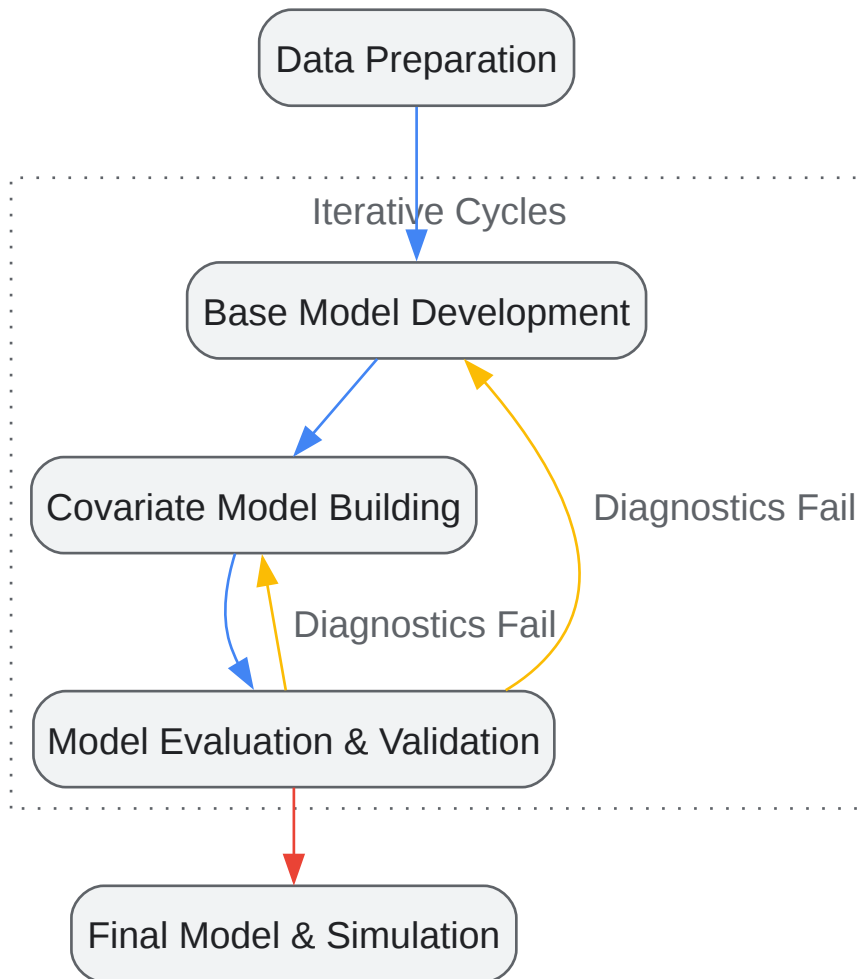 Data Preparation
Iterative Cycles
Base Model Development
Covariate Model Building
Diagnostics Fail
Diagnostics Fail
Model Evaluation & Validation
Final Model & Simulation